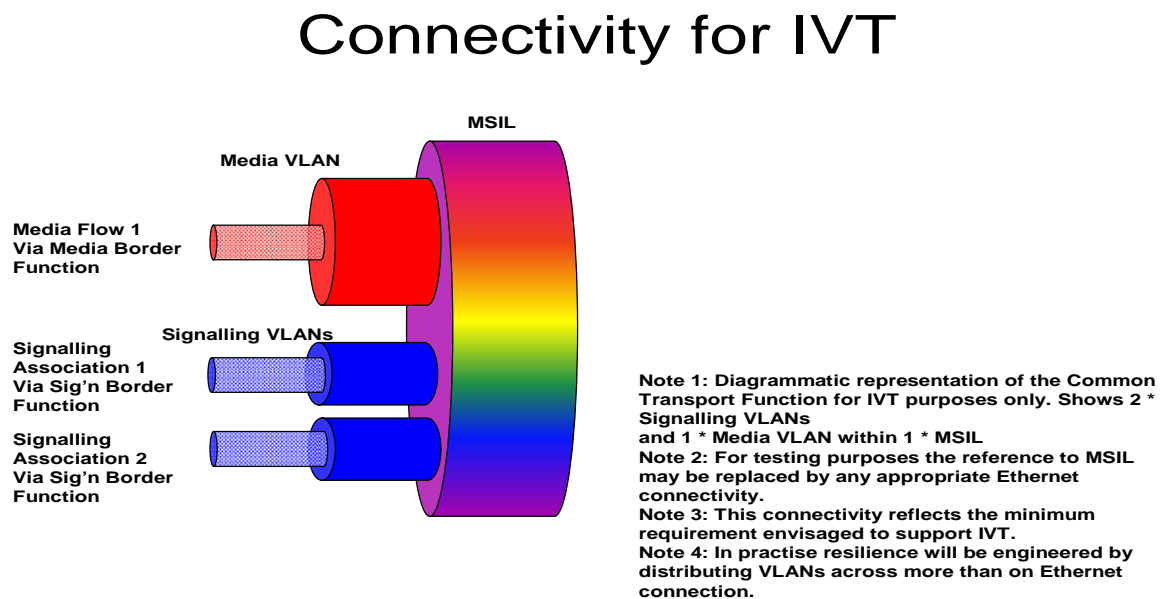 Connectivity for IVT
MSIL
Media VLAN
Media Flow 1
Via Media Border
Function
Signalling VLANs
Signalling
Association 1
Via Sig'n Border
Function
Signalling
Association 2
Via Sig'n Border
Function
Note 1: Diagrammatic representation of the Common
Transport Function for IVT purposes only. Shows 2 *
Signalling VLANs
and 1 * Media VLAN within 1 * MSIL
Note 2: For testing purposes the reference to MSIL
may be replaced by any appropriate Ethernet
connectivity.
Note 3: This connectivity reflects the minimum
requirement envisaged to support IVT.
Note 4: In practise resilience will be engineered by
distributing VLANs across more than on Ethernet
connection.